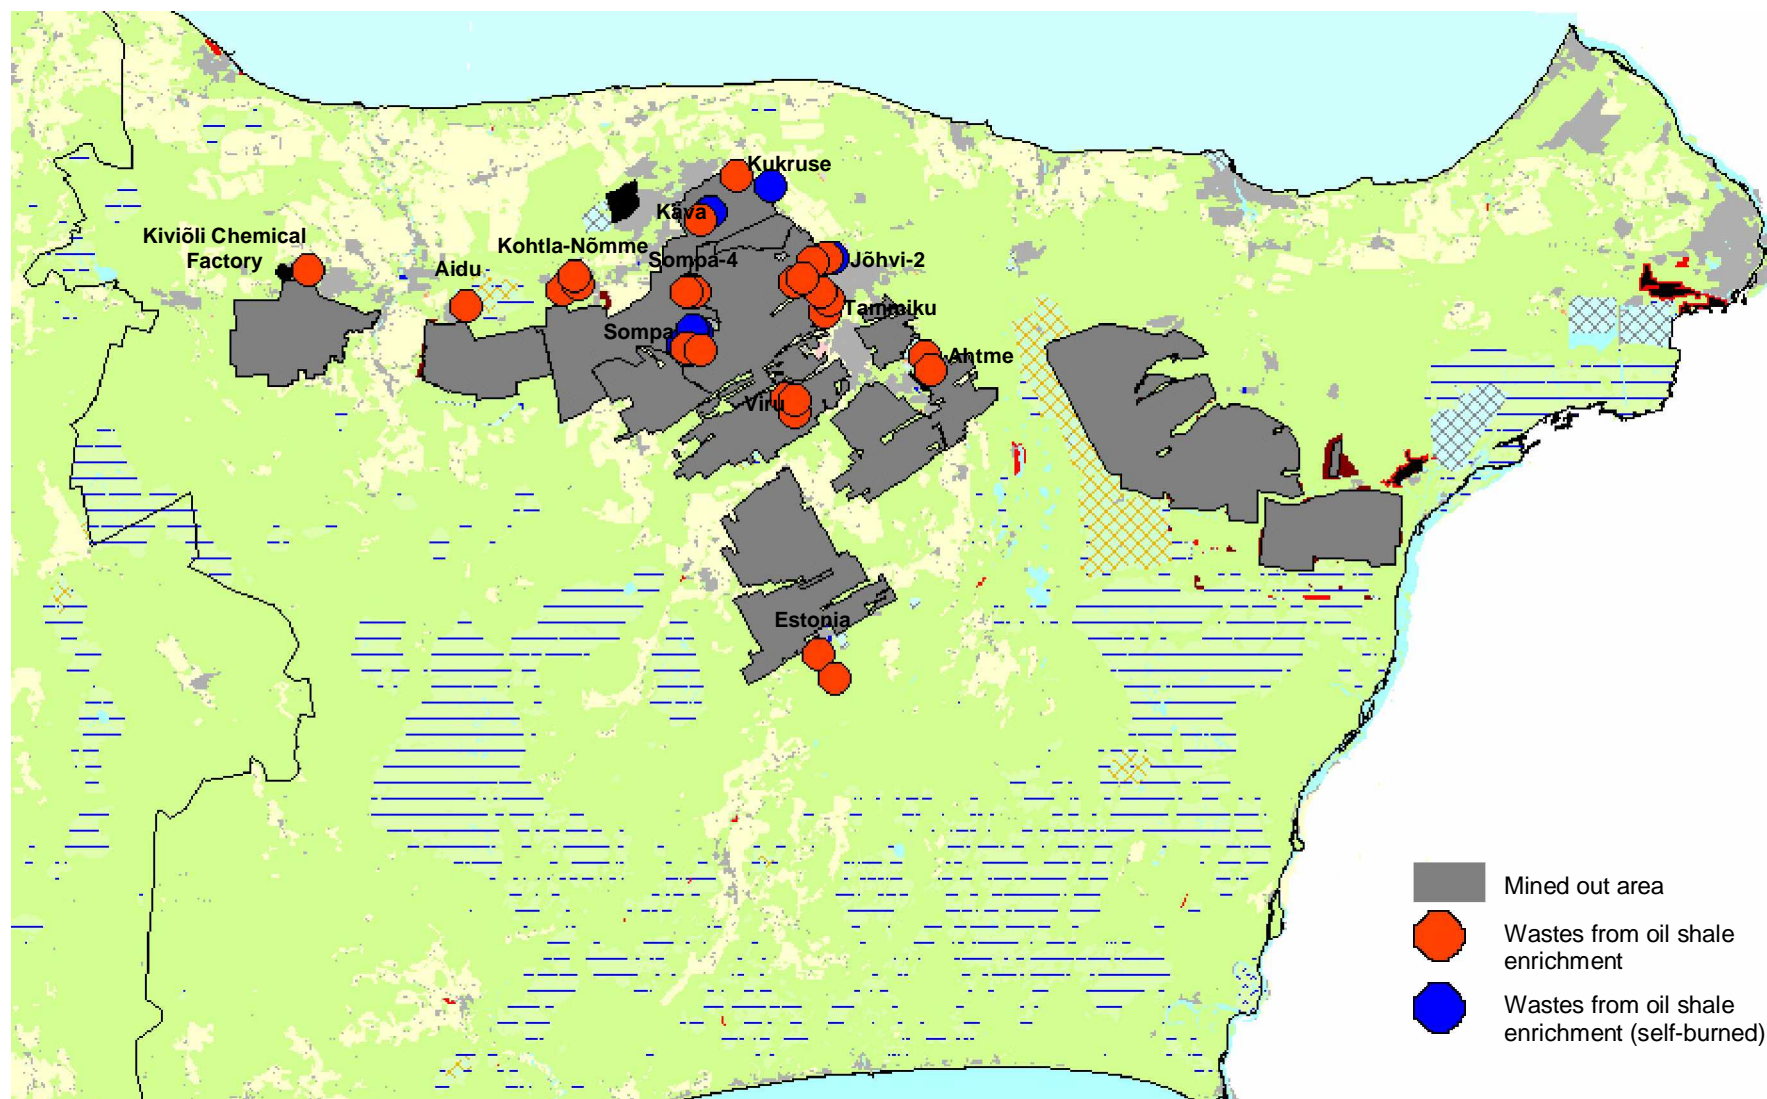 Kukruse
Käva
Kiviõli Chemical
Factory
Kohtla-Nõmme
Aidu
Sompa-4
Jõhvi-2
Tammiku
Sompa
Ahtme
Viru
Estonia
Mined out area
Wastes from oil shale
enrichment
Wastes from oil shale
enrichment (self-burned)